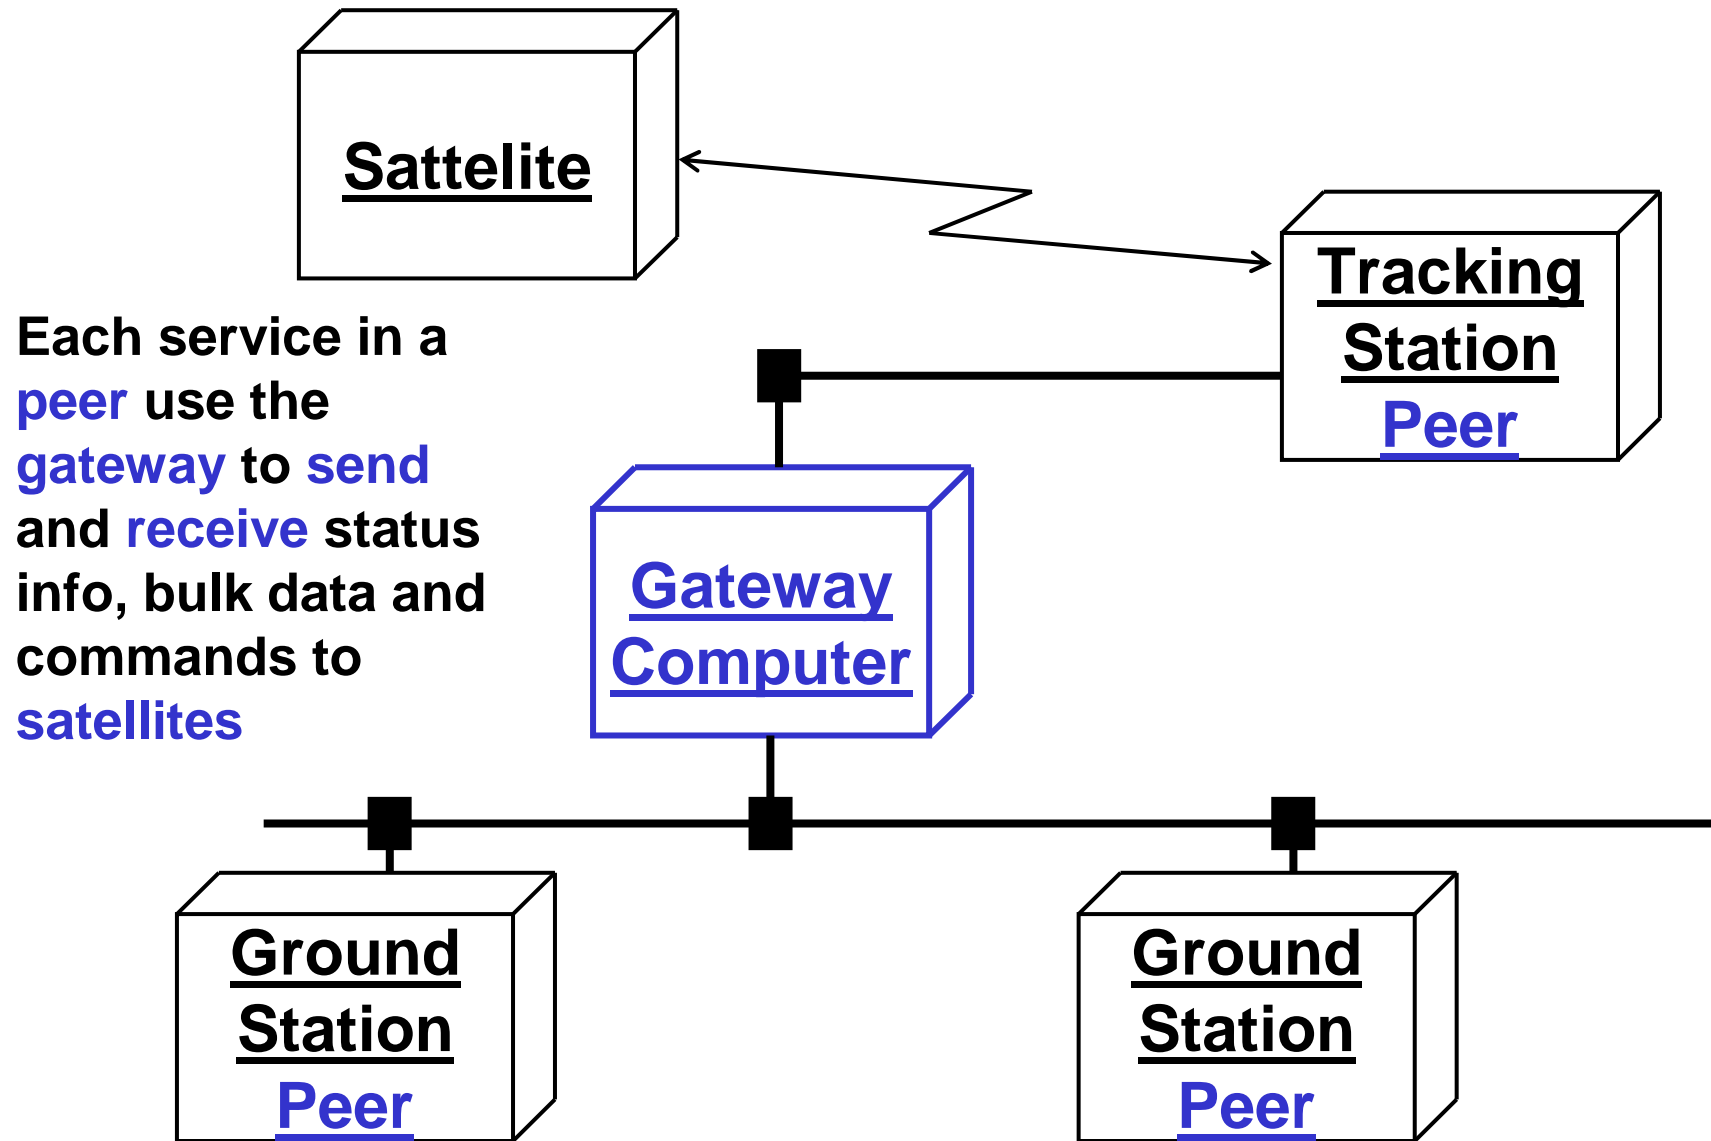 Sattelite
Tracking
Station
Peer
Each service in a
peer use the
gateway to send
and receive status
info, bulk data and
commands to
satellites
Gateway
Computer
Ground
Station
Peer
Ground
Station
Peer